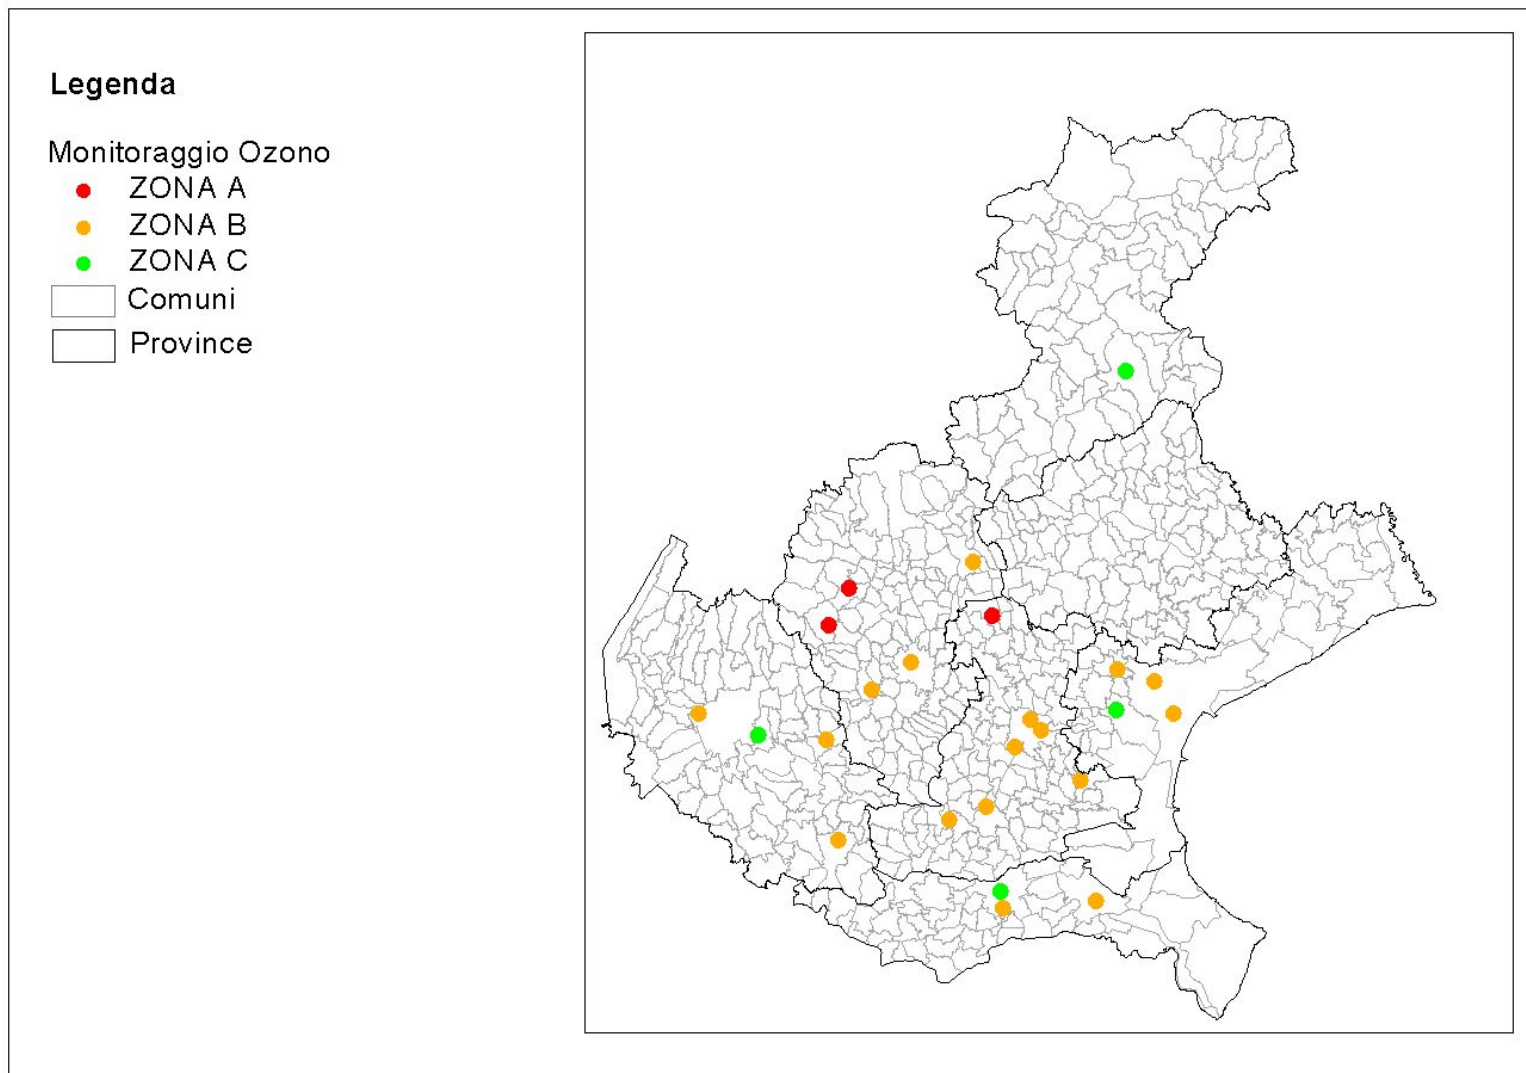 Legenda
Monitoraggio Ozono
ZONA A
ZONA B
ZONA C
Comuni
Province